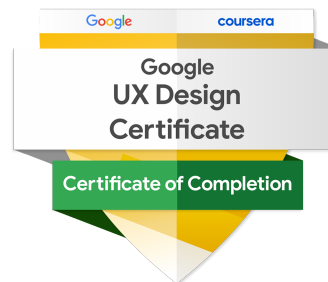 Google coursera
Google
UX Design
Certificate
Certificate of Completion